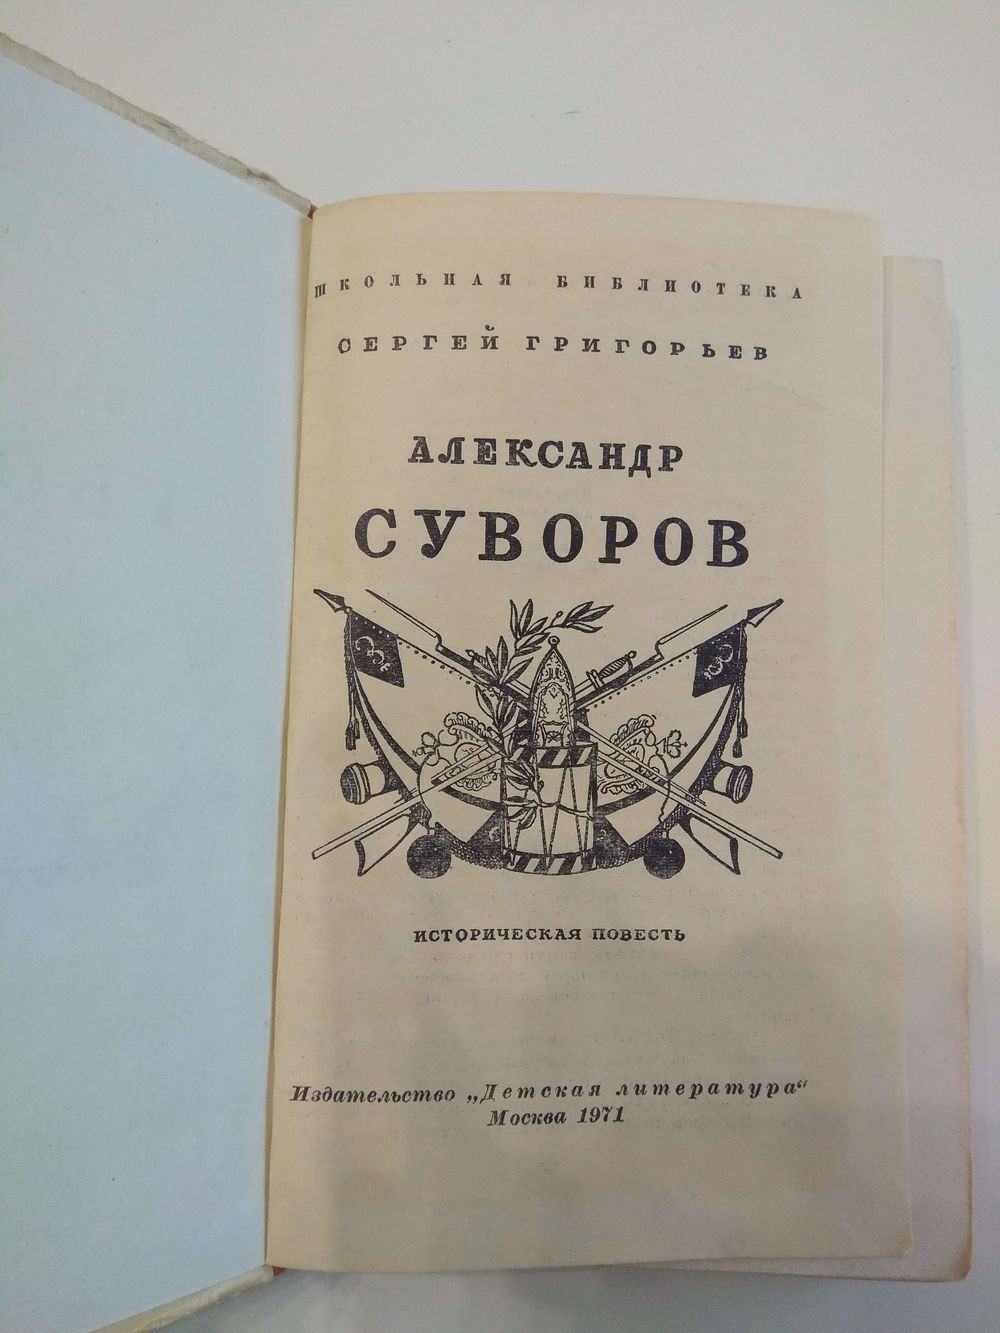 ШКОЛЬНАЯ БИБЛИОТЕКА
СЕРГЕЙ ГРИГОРЬЕВ
АЛЕКСАНДР
СУВОРОВ
ИСТОРИЧЕСКАЯ ПОВЕСТЬ
Издательство „Детская литература“
Москва 1971